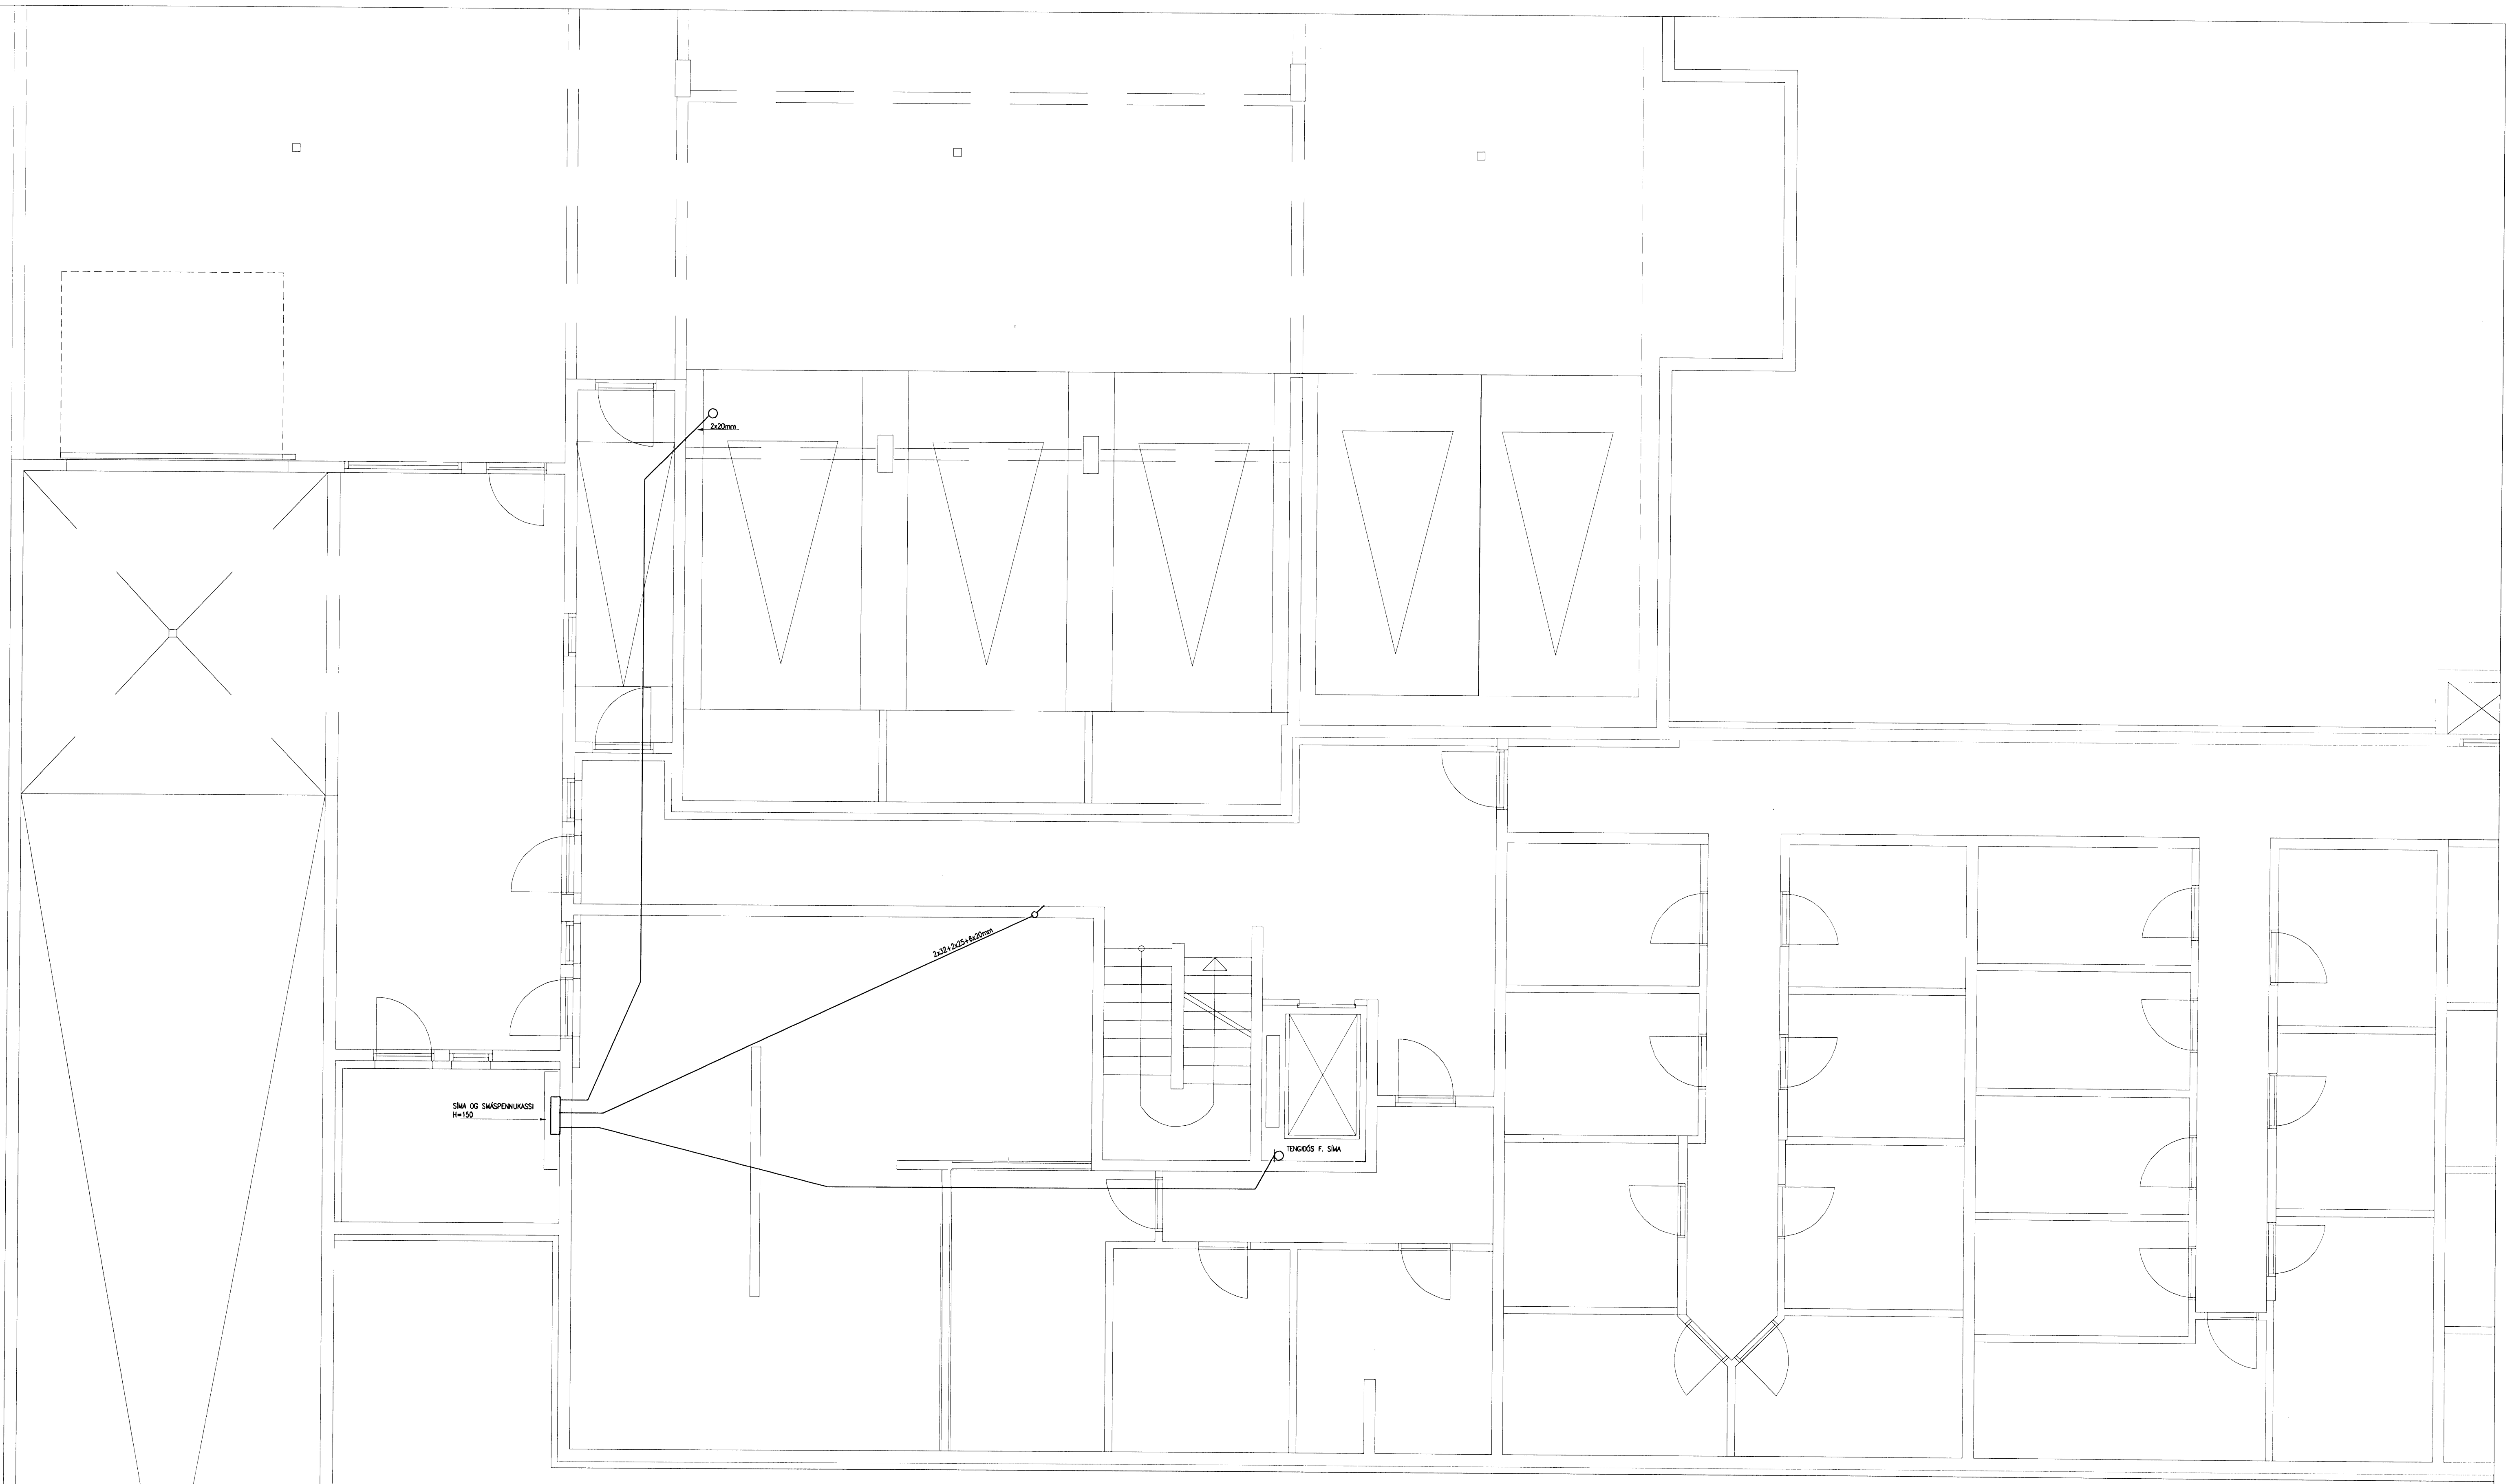 2x20mm
2x32+2x25+6x20mm
SÍMA OG SMÁSPENNUKASSI
H=150
TENGIDÓS F. SÍMA